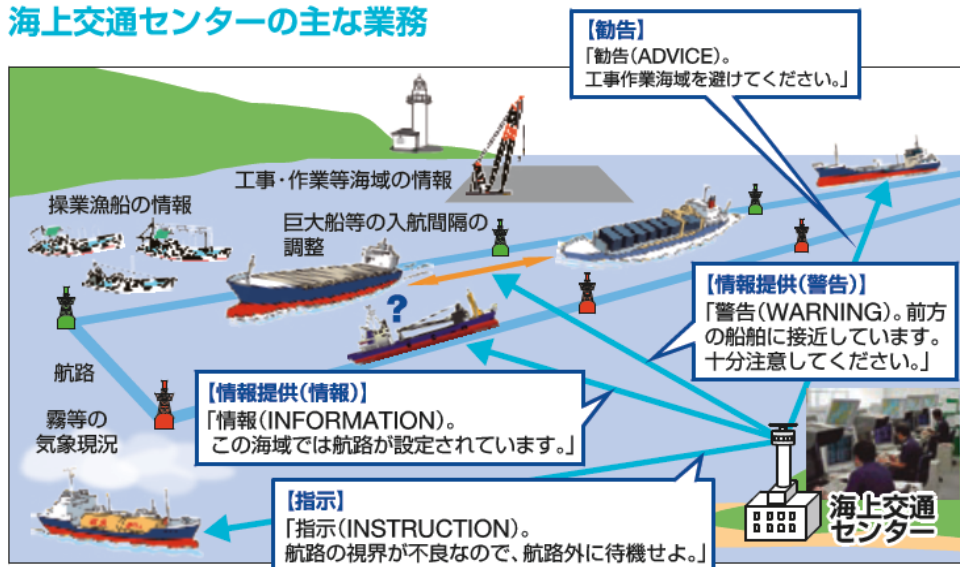 海上交通センターの主な業務
【勧告】
「勧告(ADVICE)。
工事作業海域を避けてください。」
工事・作業等海域の情報
操業漁船の情報
巨大船等の入航間隔の
調整
?
【情報提供(警告)】
「警告(WARNING)。前方
の船舶に接近しています。
十分注意してください。」
航路
【情報提供(情報)】
「情報(INFORMATION)。
この海域では航路が設定されています。」
霧等の
気象現況
【指示】
「指示(INSTRUCTION)。
航路の視界が不良なので、航路外に待機せよ。」
海上交通
センター